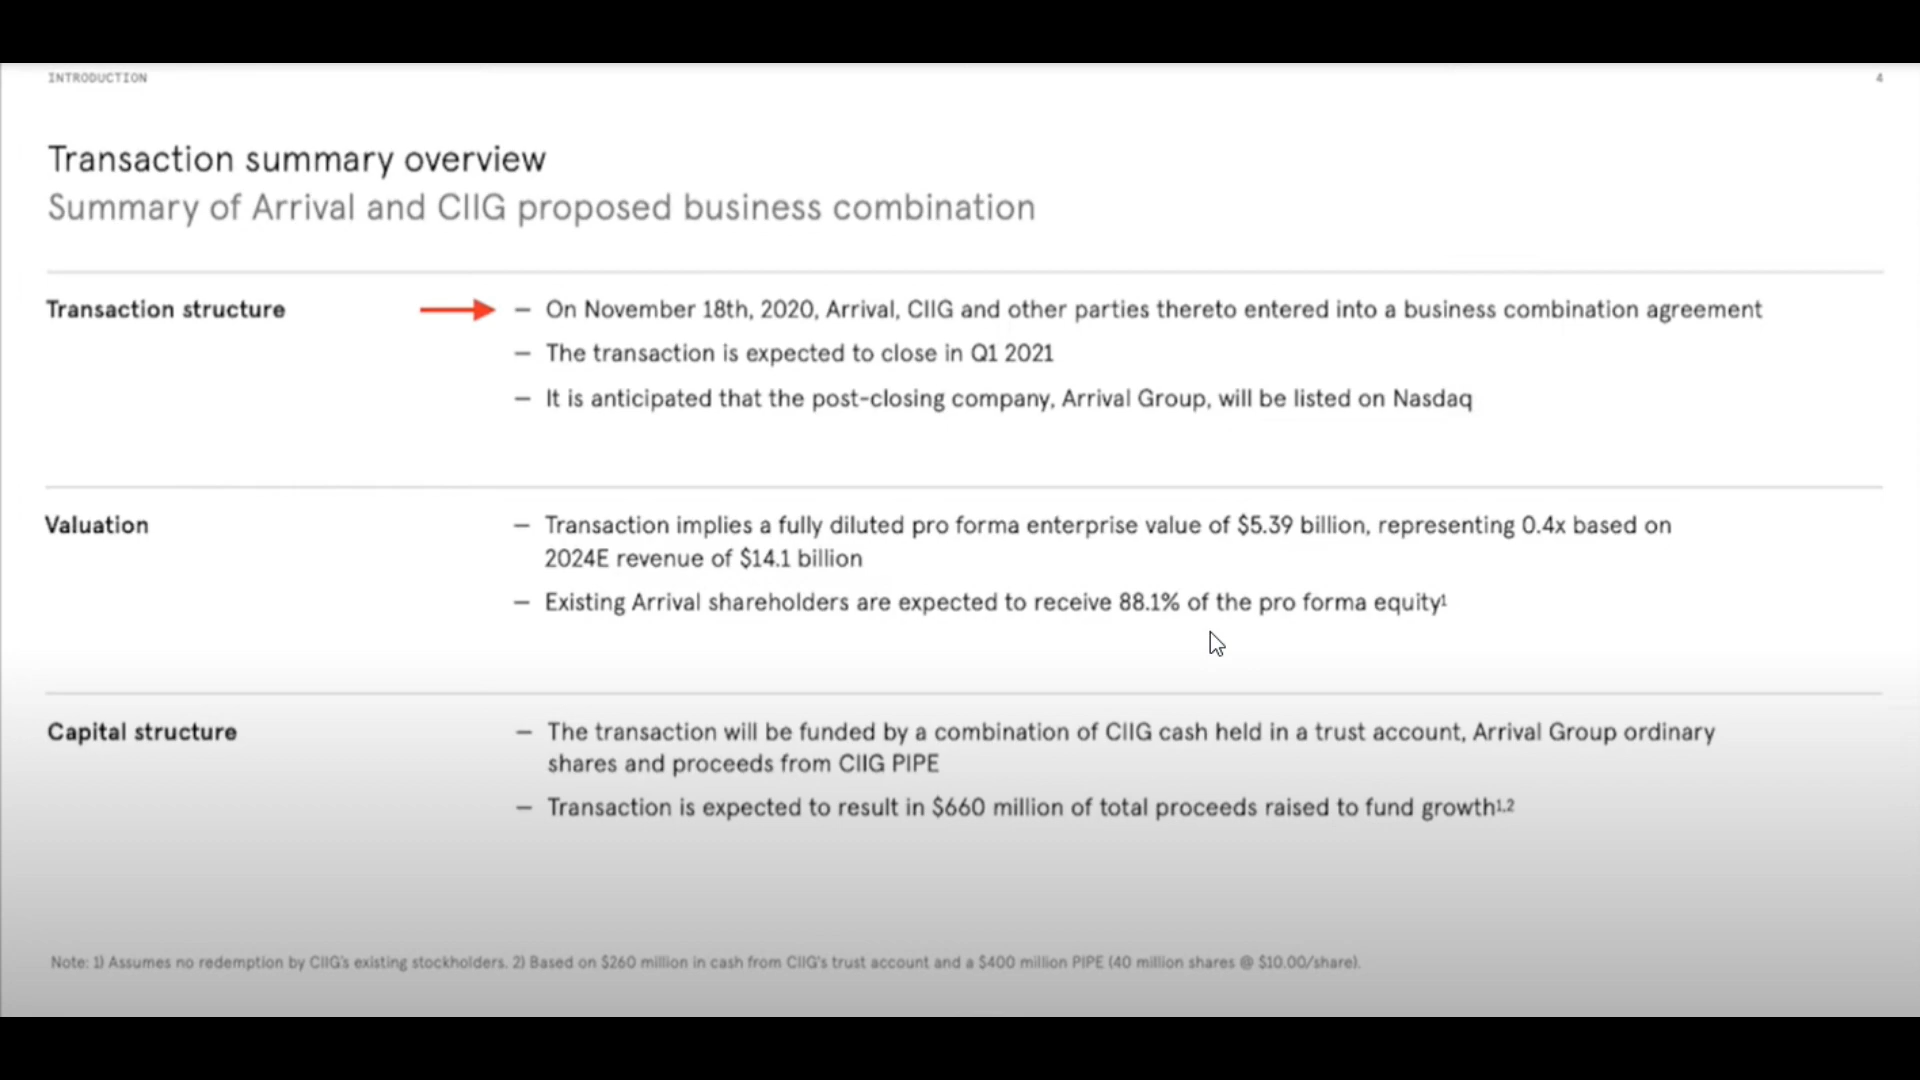 INTRODUCTION
4
Transaction summary overview
Summary of Arrival and CIIG proposed business combination
Transaction structure
— On November 18th, 2020, Arrival, CIIG and other parties thereto entered into a business combination agreement
— The transaction is expected to close in Q1 2021
— It is anticipated that the post-closing company, Arrival Group, will be listed on Nasdaq
Valuation
— Transaction implies a fully diluted pro forma enterprise value of $5.39 billion, representing 0.4x based on
2024E revenue of $14.1 billion
— Existing Arrival shareholders are expected to receive 88.1% of the pro forma equity¹
Capital structure
— The transaction will be funded by a combination of CIIG cash held in a trust account, Arrival Group ordinary
shares and proceeds from CIIG PIPE
— Transaction is expected to result in $660 million of total proceeds raised to fund growth¹,²
Note: 1) Assumes no redemption by CIIG's existing stockholders. 2) Based on $260 million in cash from CIIG's trust account and a $400 million PIPE (40 million shares @ $10.00/share).